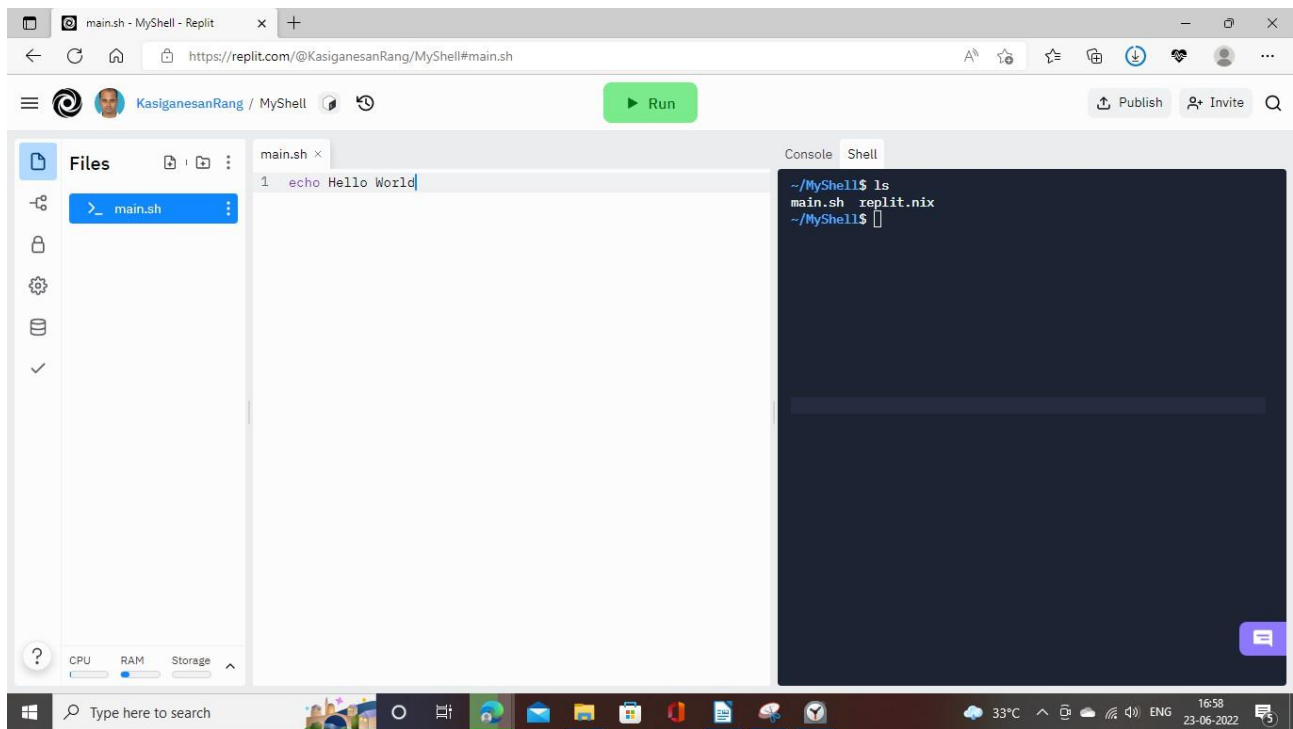 main.sh - MyShell - Replit
https://replit.com/@KasiganesanRang/MyShell#main.sh
KasiganesanRang / MyShell
Run
Publish
Invite
Files
main.sh
main.sh
1 echo Hello World
Console Shell
~/MyShell$ ls
main.sh replit.nix
~/MyShell$
CPU RAM Storage
Type here to search
33°C
ENG
16:58
23-06-2022
5